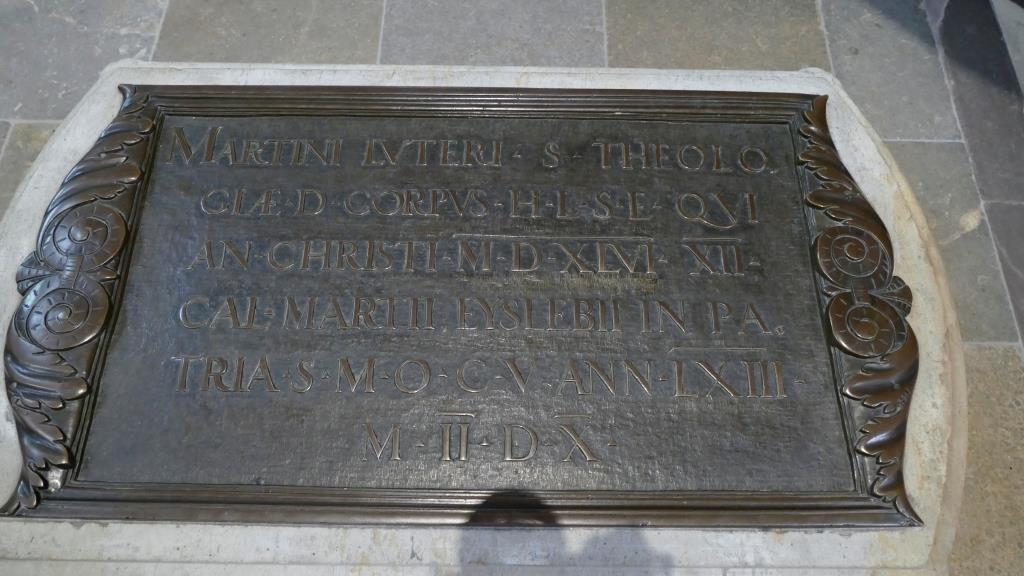 MARTINI LVTERI · S · THEOLO,
GIÆ · D · CORPVS · H · L · S · E · QVI
AN · CHRISTI · M · D · XLVI · XII ·
CAL · MARTII EYSLEBII IN PA,
TRIA · S · M · O · C · V · ANN · LXIII ·
M · II · D · X ·